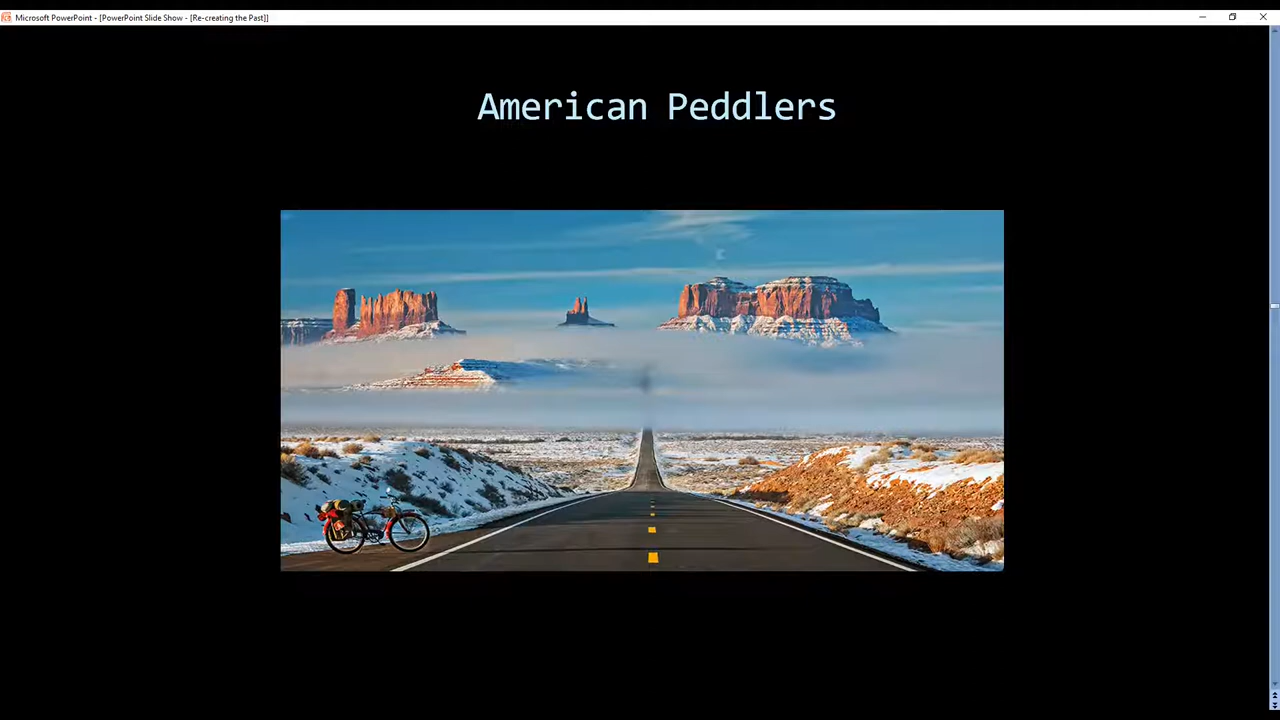 Microsoft PowerPoint - [PowerPoint Slide Show - [Re-creating the Past]]
American Peddlers